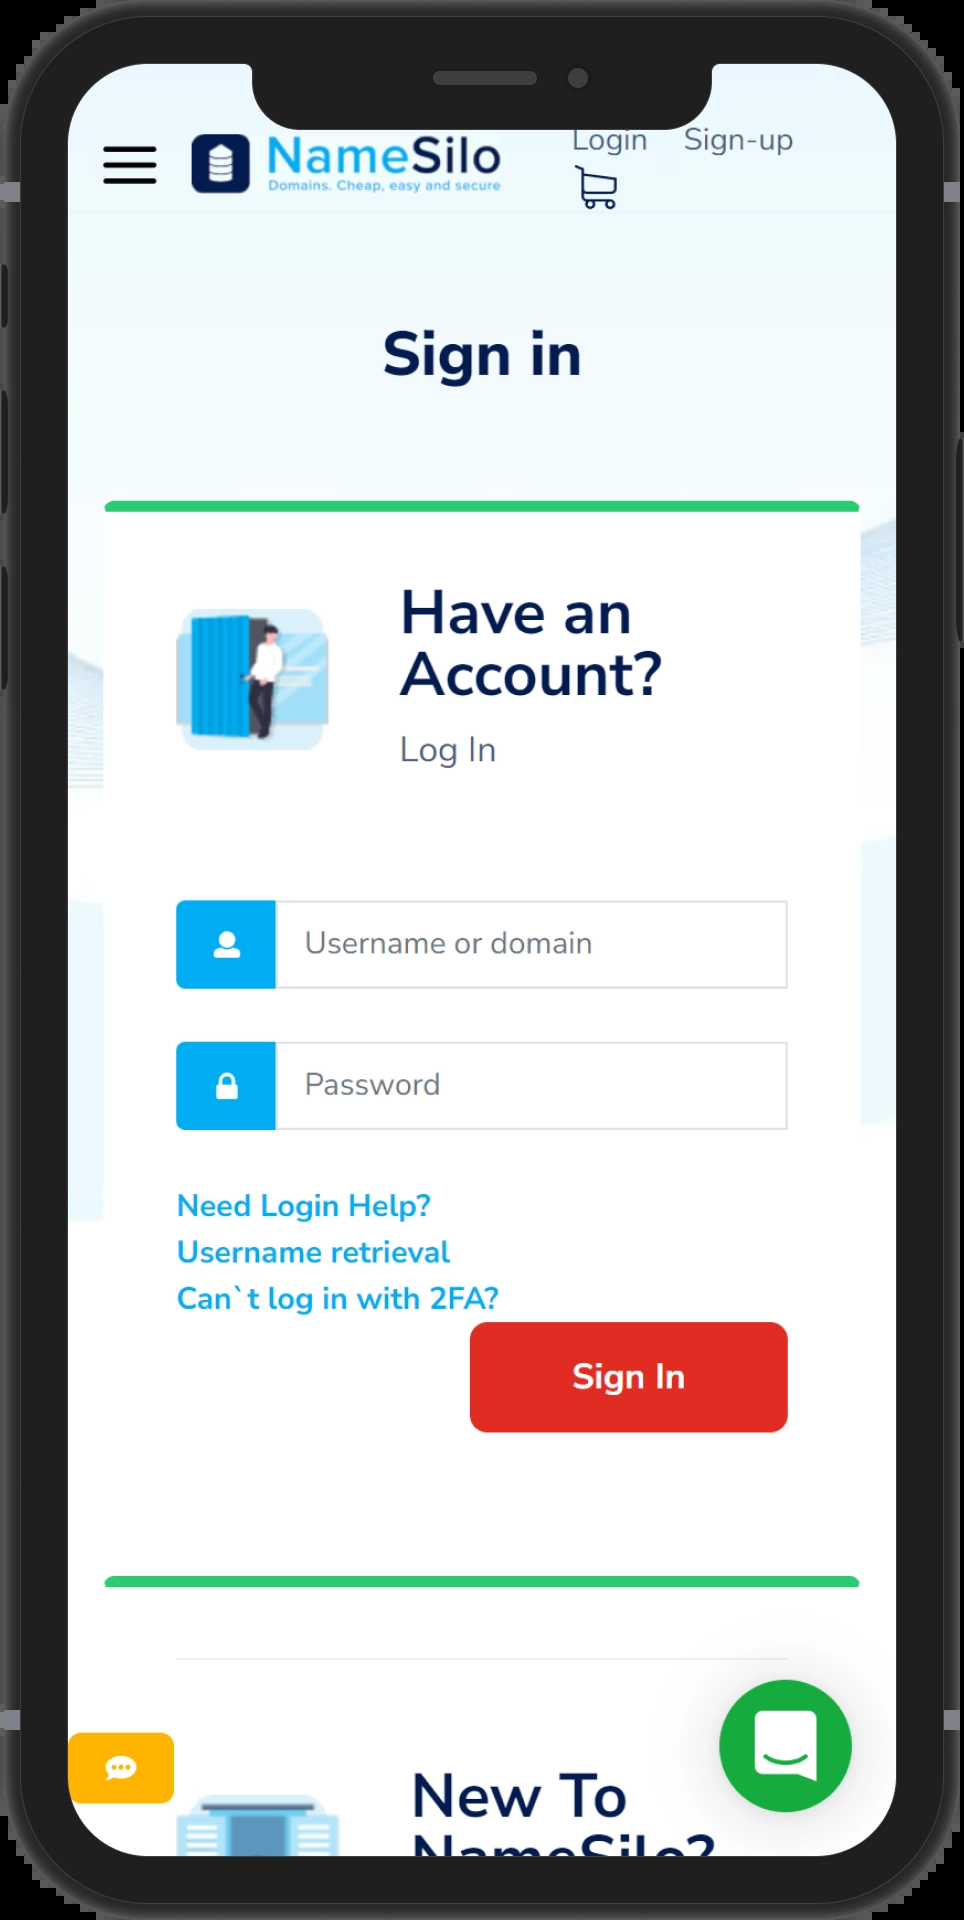 NameSilo
Domains. Cheap, easy and secure
Login Sign-up
Sign in
Have an
Account?
Log In
Username or domain
Password
Need Login Help?
Username retrieval
Can`t log in with 2FA?
Sign In
New To
NameSilo?